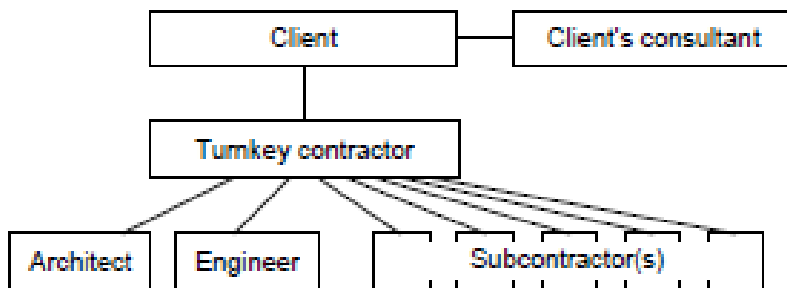 Client
Client's consultant
Turnkey contractor
Architect
Engineer
Subcontractor(s)